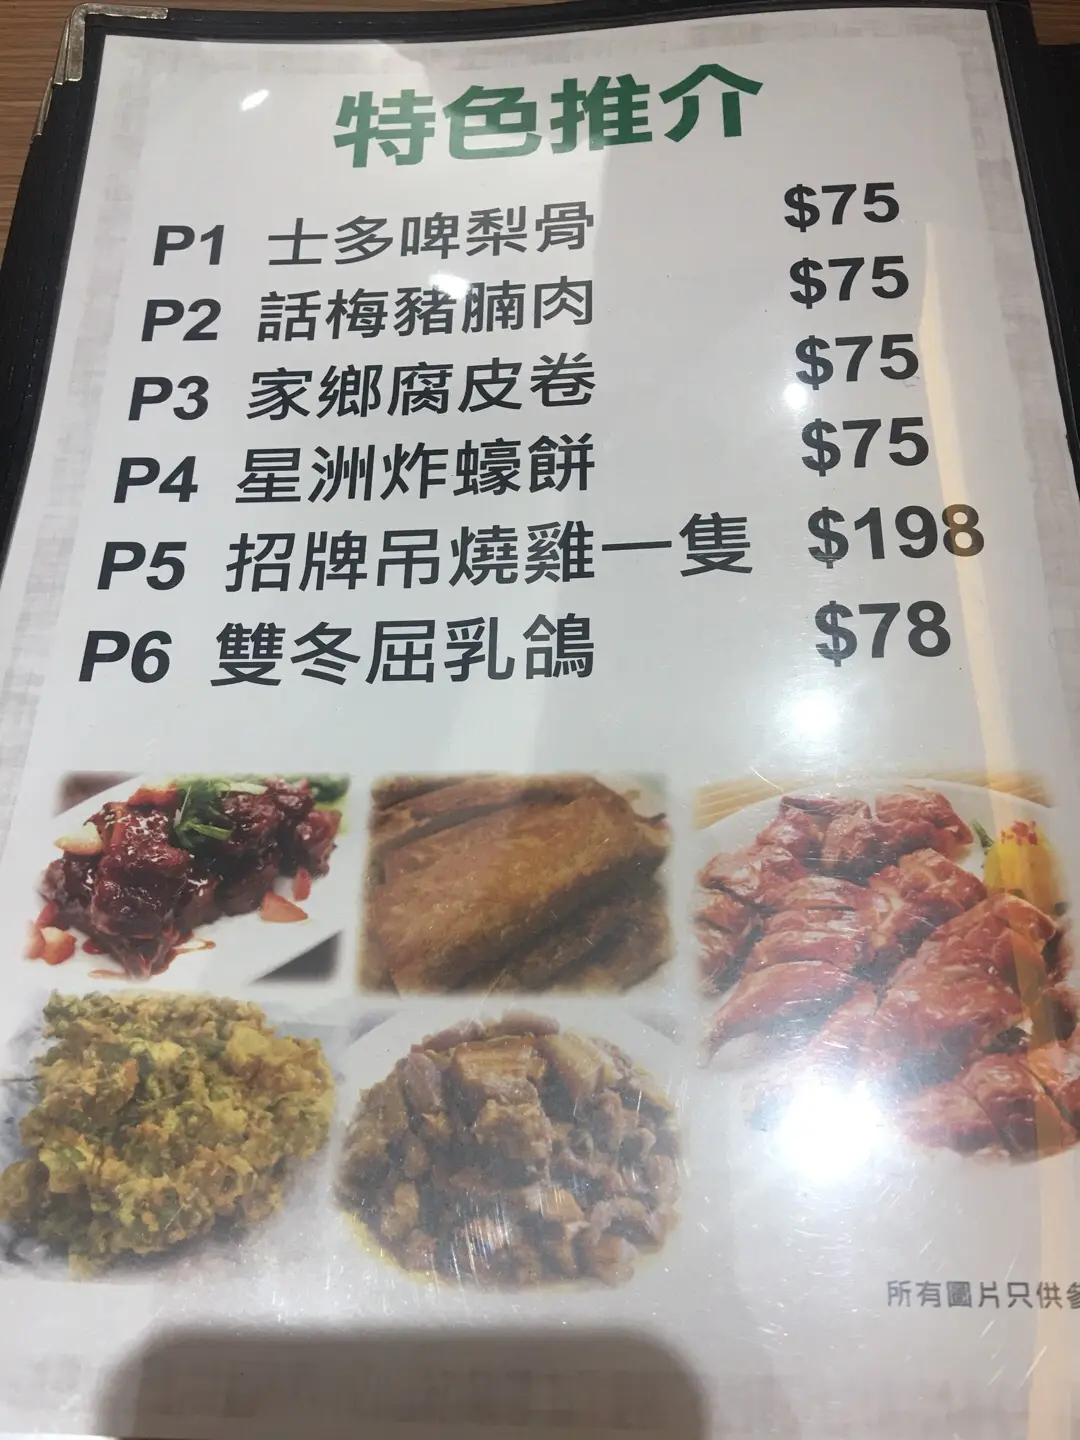 特色推介
P1 士多啤梨骨 $75
P2 話梅豬腩肉 $75
P3 家鄉腐皮卷 $75
P4 星洲炸蠔餅 $75
P5 招牌吊燒雞一隻 $198
P6 雙冬屈乳鴿 $78
所有圖片只供參